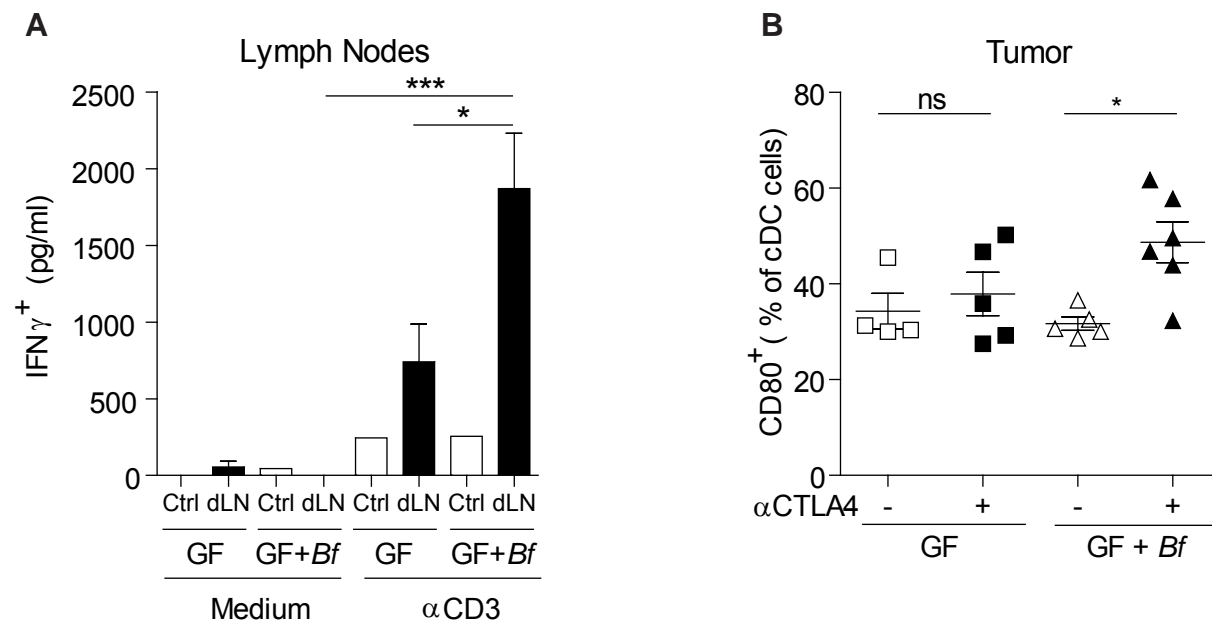 A
Lymph Nodes
***
*
2500
2000
1500
1000
500
0
IFNγ+ (pg/ml)
Ctrl dLN Ctrl dLN Ctrl dLN Ctrl dLN
GF GF+Bf GF GF+Bf
Medium αCD3
B
Tumor
ns *
80
60
40
20
0
CD80+ ( % of cDC cells)
αCTLA4 - + - +
GF GF + Bf